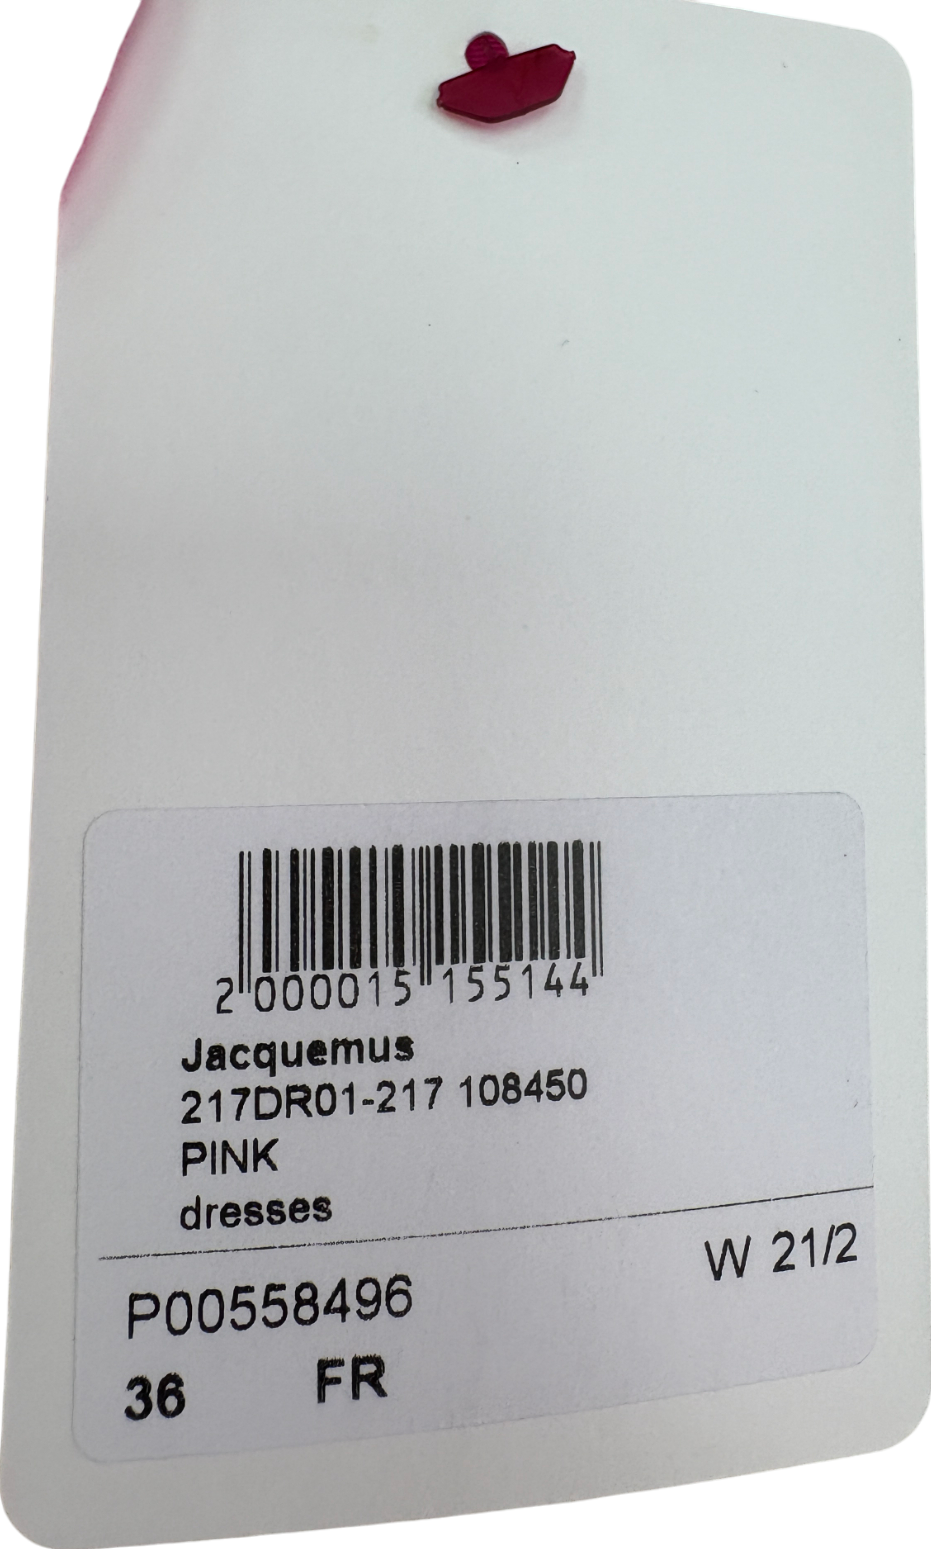 2 000015 155144
Jacquemus
217DR01-217 108450
PINK
dresses
W 21/2
P00558496
36 FR